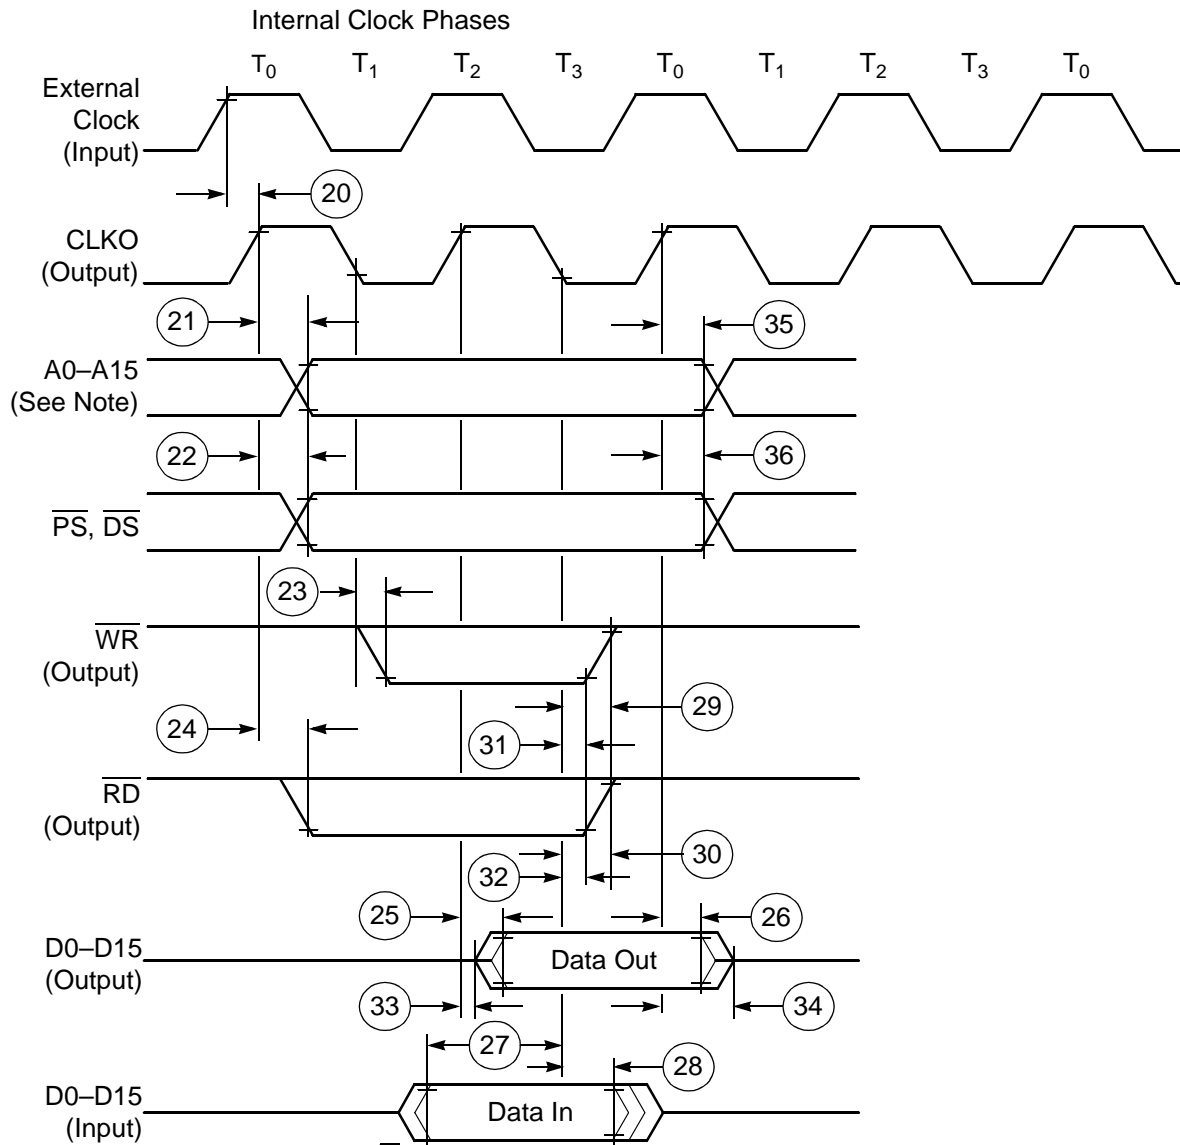 Internal Clock Phases
T0 T1 T2 T3 T0 T1 T2 T3 T0
External
Clock
(Input)
20
CLKO
(Output)
21
35
A0–A15
(See Note)
22
36
PS, DS
23
WR
(Output)
24
29
31
RD
(Output)
30
32
25
26
D0–D15
(Output)
Data Out
33
34
27
28
D0–D15
(Input)
Data In